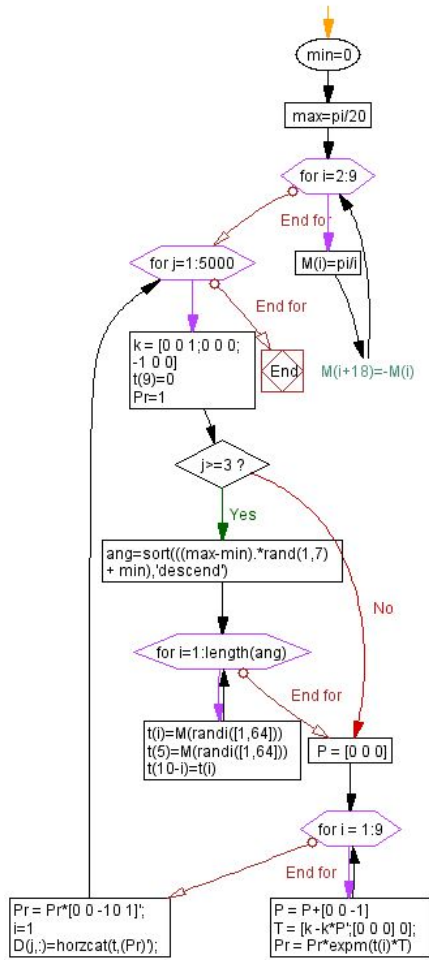 min=0
max=pi/20
for i=2:9
End for
M(i)=pi/i
M(i+18)=-M(i)
for j=1:5000
End for
End
k = [0 0 1;0 0 0;
-1 0 0]
t(9)=0
Pr=1
j>=3 ?
Yes
No
ang=sort(((max-min).*rand(1,7)
+ min),'descend')
for i=1:length(ang)
End for
t(i)=M(randi([1,64]))
t(5)=M(randi([1,64]))
t(10-i)=t(i)
P = [0 0 0]
for i = 1:9
End for
P = P+[0 0 -1]
T = [k -k*P';[0 0 0] 0];
Pr = Pr*expm(t(i)*T)
Pr = Pr*[0 0 -10 1]';
i=1
D(j,:)=horzcat(t,(Pr)');